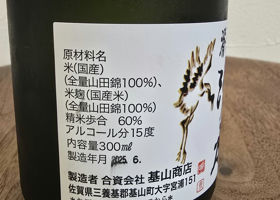 原材料名
米(国産)
(全量山田錦100%)、
米麹(国産米)
(全量山田錦100%)
精米歩合 60%
アルコール分15度
内容量300㎖
製造年月 2025. 6.
製造者 合資会社 基山商店
佐賀県三養基郡基山町大字宮浦151